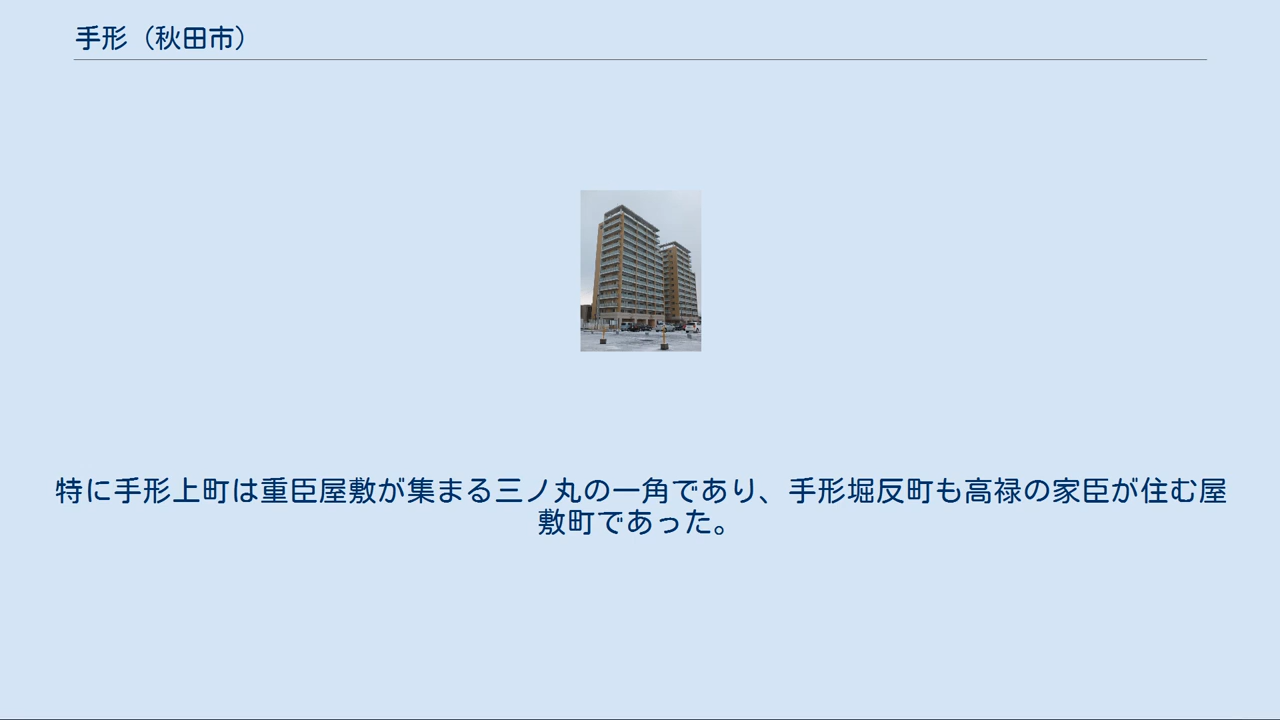 手形（秋田市）
特に手形上町は重臣屋敷が集まる三ノ丸の一角であり、手形堀反町も高禄の家臣が住む屋
敷町であった。